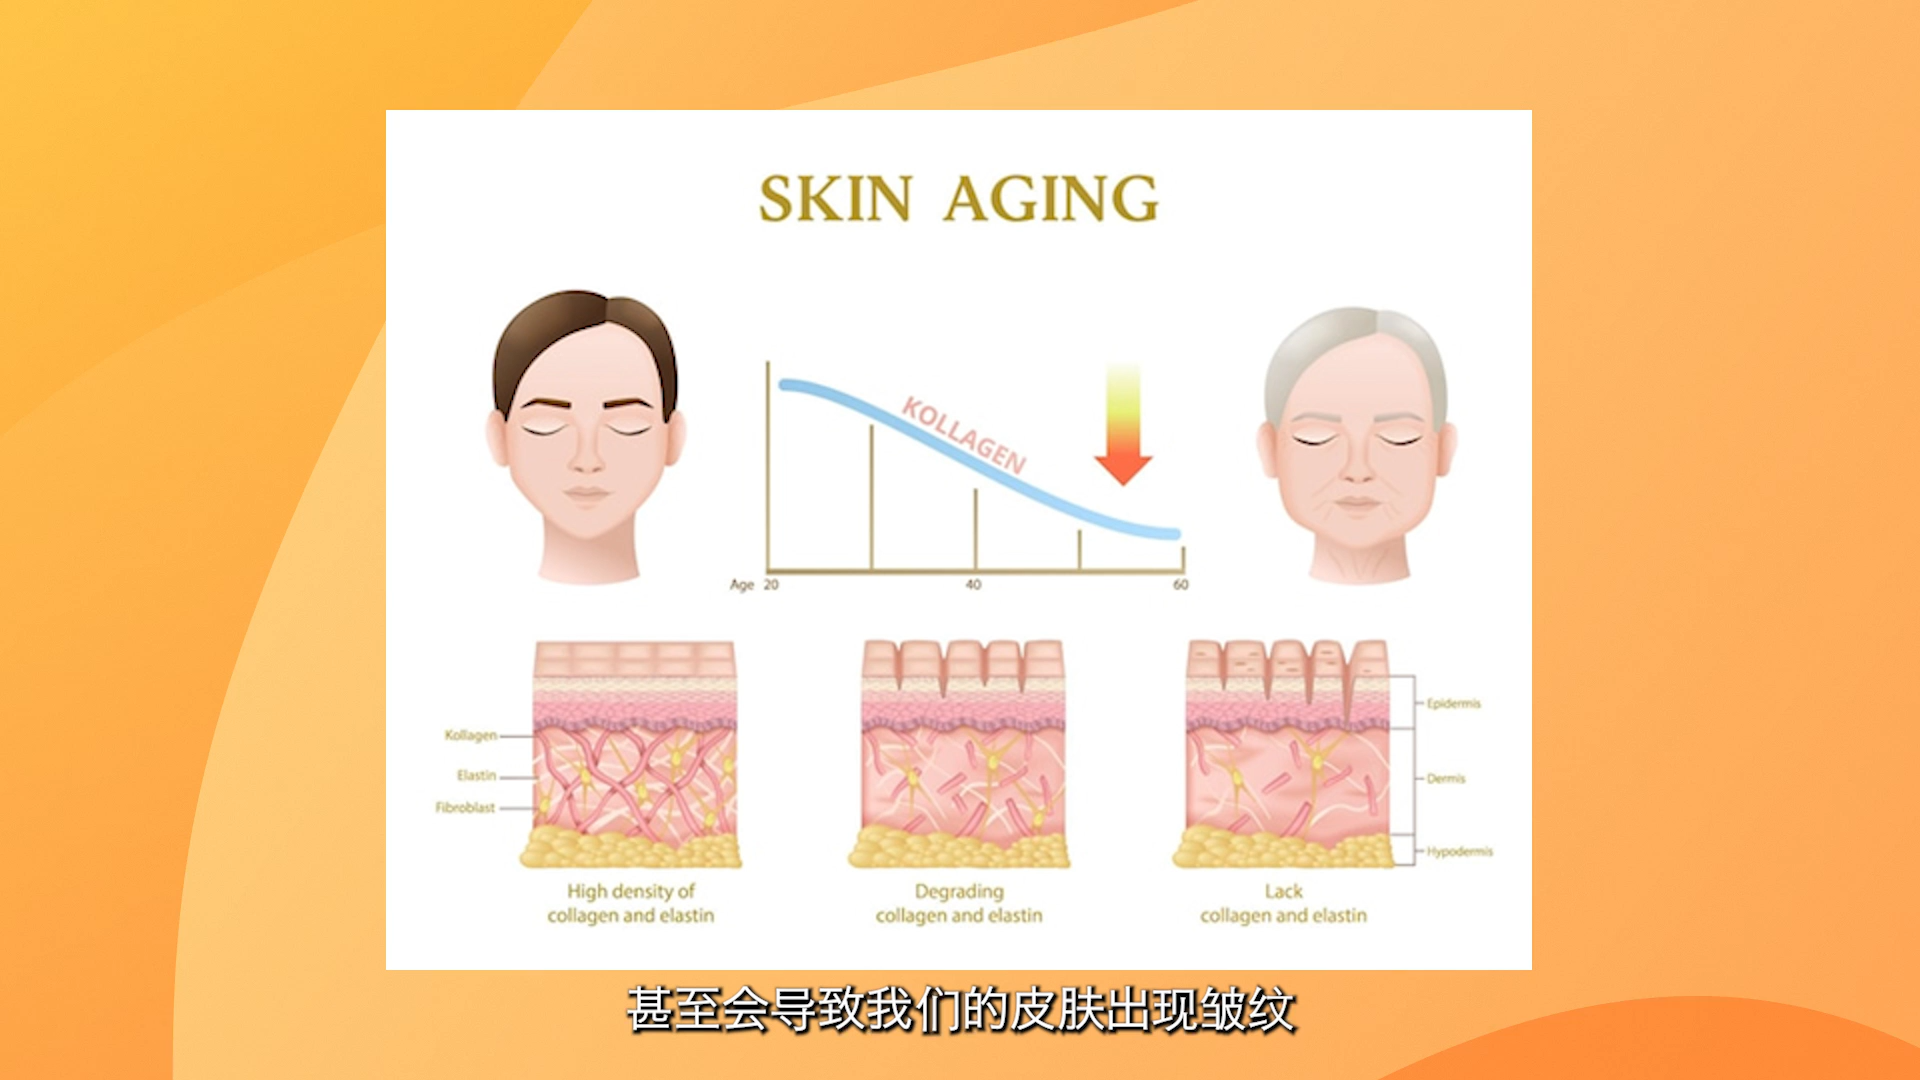 SKIN AGING
KOLLAGEN
Age 20 40 60
Kollagen
Elastin
Fibroblast
Epidermis
Dermis
Hypodermis
High density of
collagen and elastin
Degrading
collagen and elastin
Lack
collagen and elastin
甚至会导致我们的皮肤出现皱纹